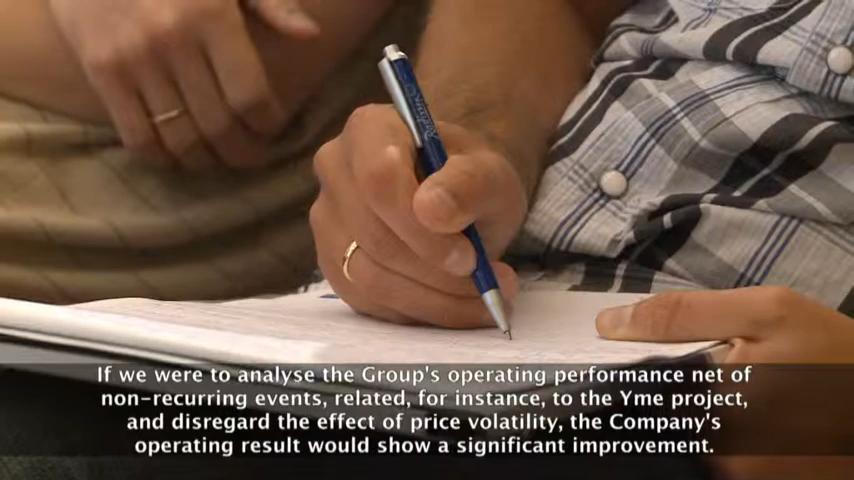 If we were to analyse the Group's operating performance net of
non-recurring events, related, for instance, to the Yme project,
and disregard the effect of price volatility, the Company's
operating result would show a significant improvement.